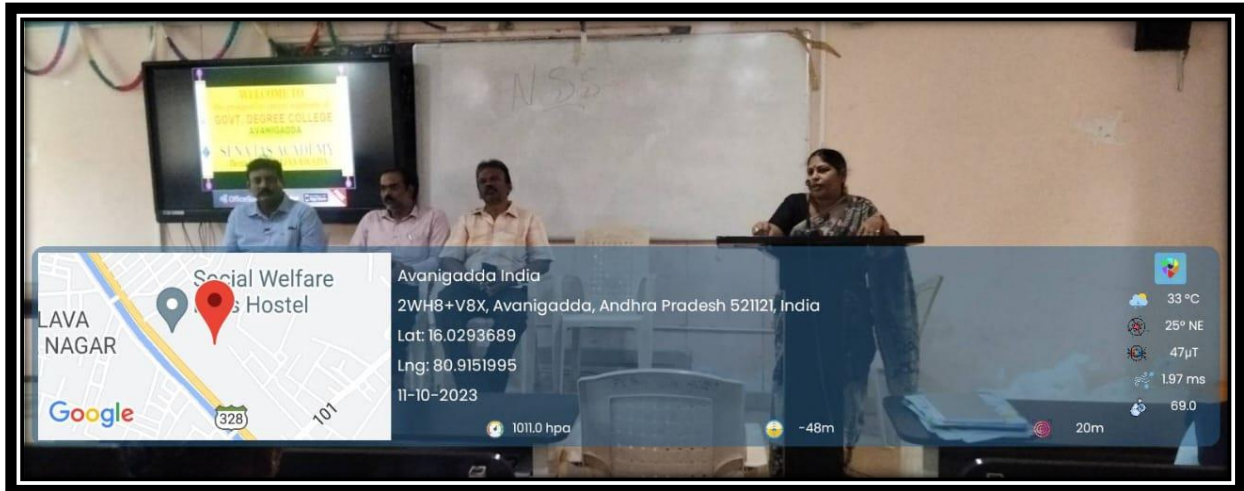 WELCOME TO
GOVT. DEGREE COLLEGE
AVANIGADDA
ACADEMY
NSS
Social Welfare
Hostel
LAVA
NAGAR
Google
328
101
Avanigadda India
2WH8+V8X, Avanigadda, Andhra Pradesh 521121, India
Lat: 16.0293689
Lng: 80.9151995
11-10-2023
33 °C
25° NE
47µT
1.97 ms
69.0
1011.0 hpa
-48m
20m